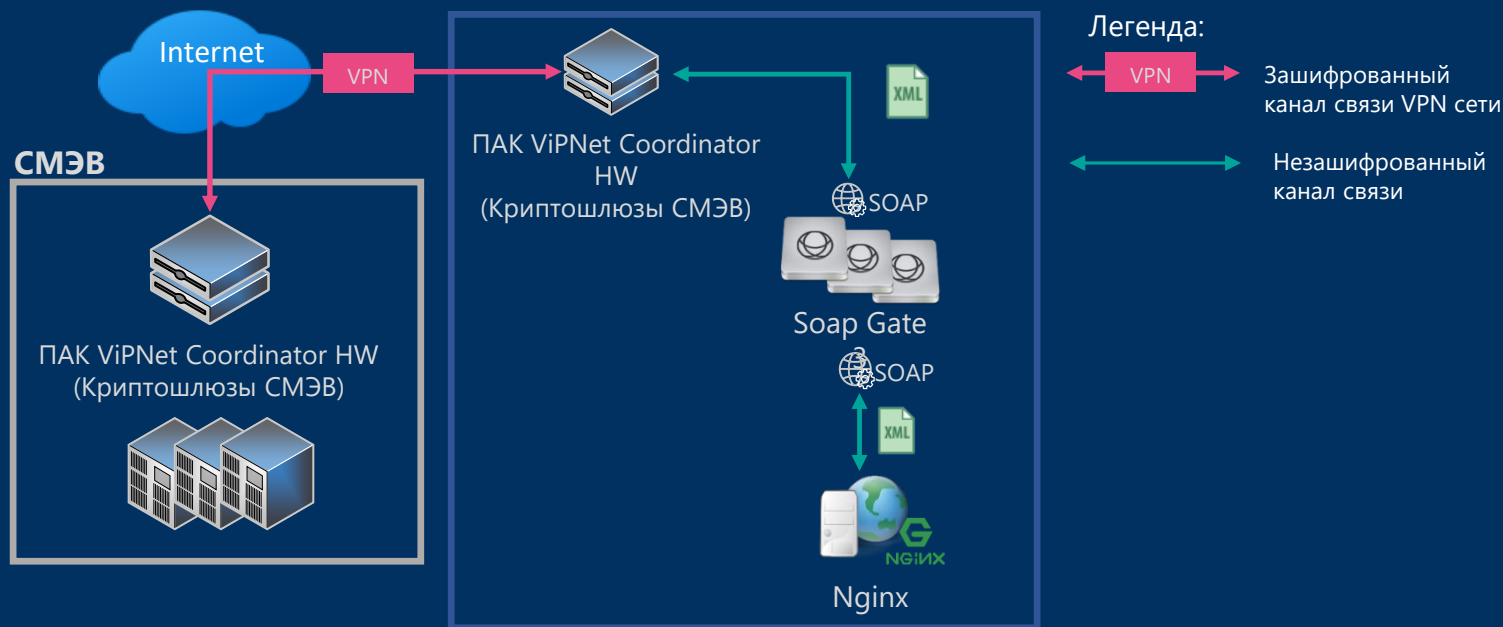 Internet
VPN
СМЭВ
ПАК ViPNet Coordinator HW
(Криптошлюзы СМЭВ)
ПАК ViPNet Coordinator
HW
(Криптошлюзы СМЭВ)
XML
SOAP
Soap Gate
3
SOAP
XML
NGiNX
Nginx
Легенда:
VPN
Зашифрованный
канал связи VPN сети
Незашифрованный
канал связи